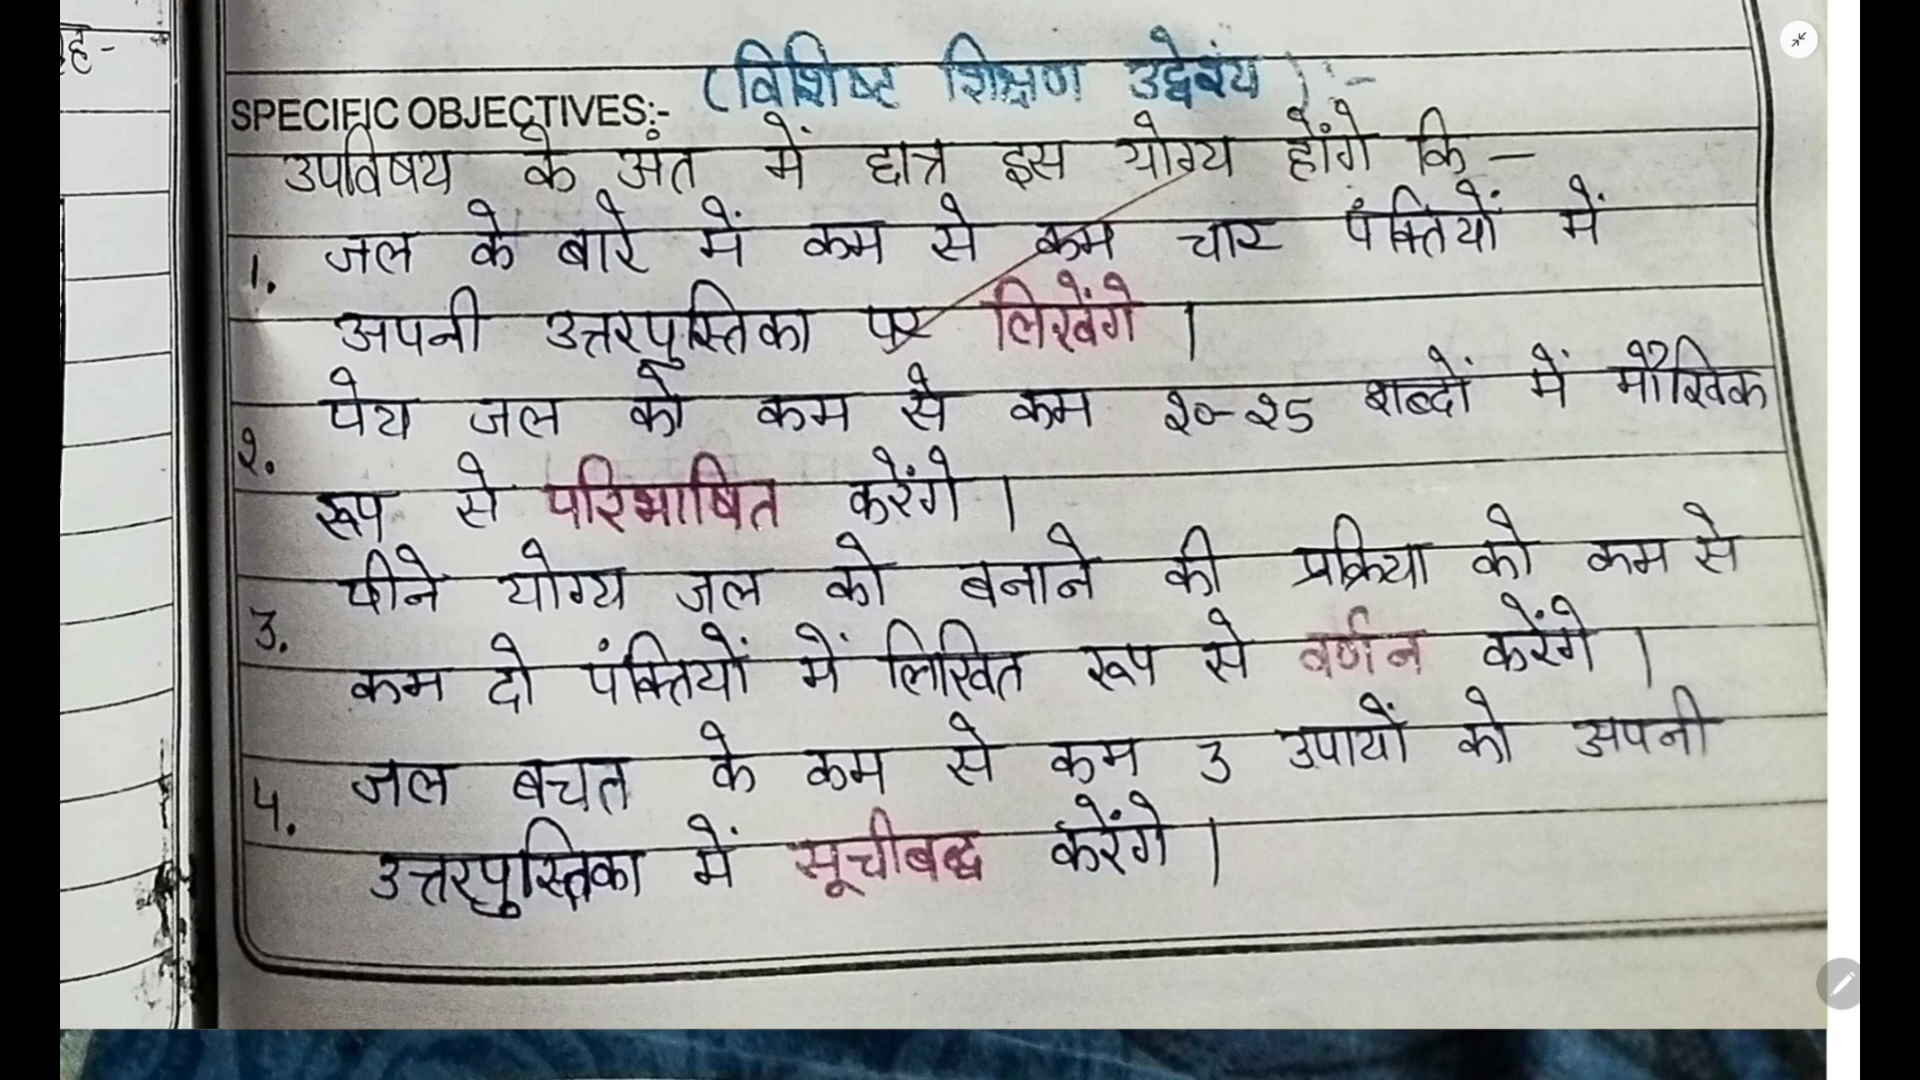 ह-
(विशिष्ट शिक्षण उद्देश्य) :-
SPECIFIC OBJECTIVES:-
उपविषय के अंत में छात्र इस योग्य होंगे कि –
1. जल के बारे में कम से कम चार पंक्तियों में
अपनी उत्तरपुस्तिका पर लिखेंगे ।
२. पेय जल को कम से कम २०-२5 शब्दों में मौखिक
रूप से परिभाषित करेंगे ।
3. पीने योग्य जल को बनाने की प्रक्रिया को कम से
कम दो पंक्तियों में लिखित रूप से वर्णन करेंगे ।
4. जल बचत के कम से कम 3 उपायों को अपनी
उत्तरपुस्तिका में सूचीबद्ध करेंगे ।